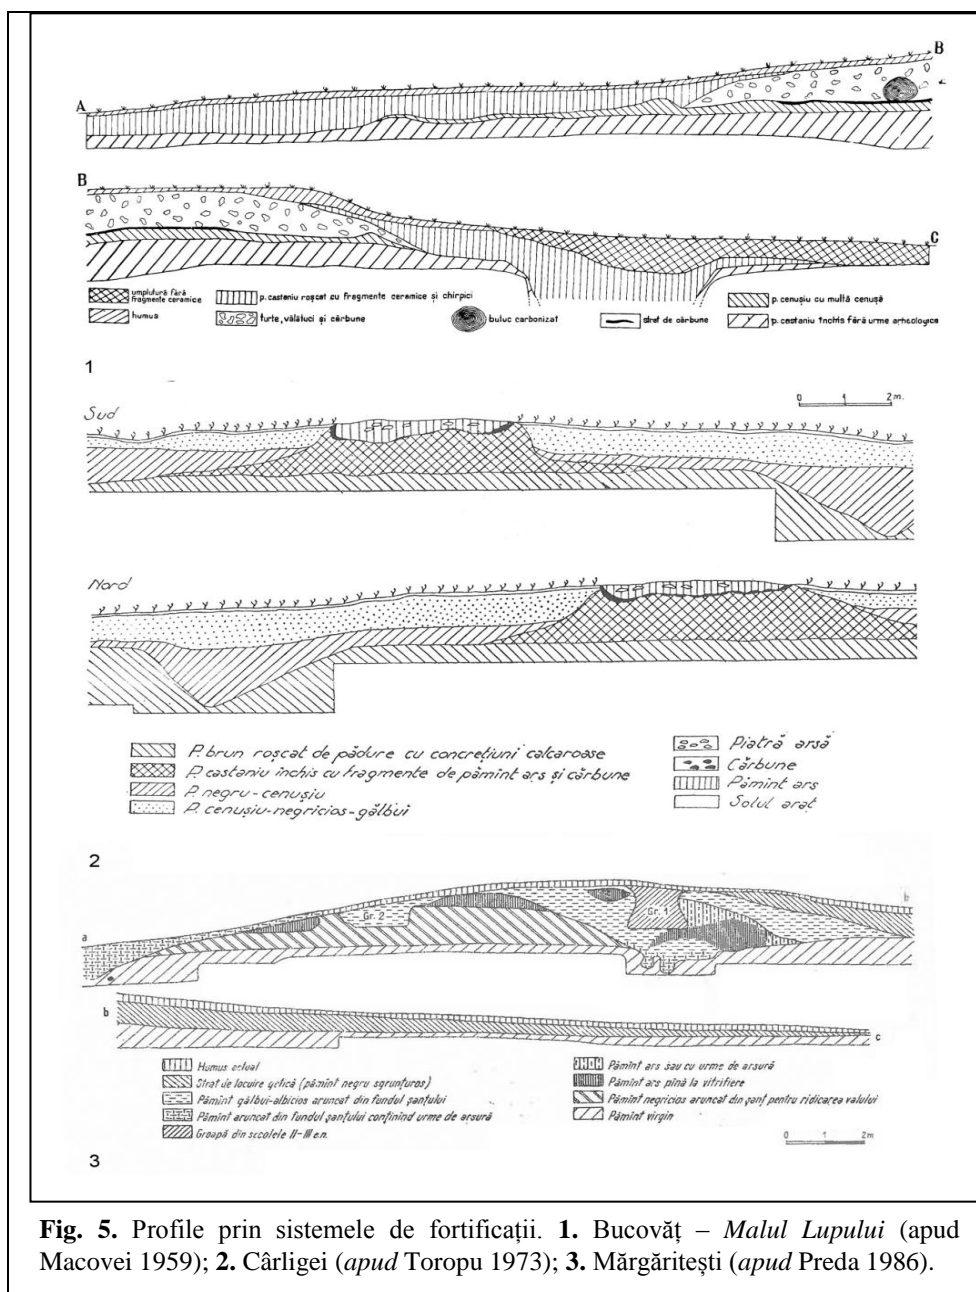 B
A
B
C
umplutură fără
fragmente ceramice
p. castaniu roșcat cu fragmente ceramice și chirpici
p. cenușiu cu multă cenușă
humus
turte, vălătuci și cărbune
buluc carbonizat
strat de cărbune
p. castaniu închis fără urme arheologice
1
Sud
0 1 2 m.
Nord
P. brun roșcat de pădure cu concrețiuni calcaroase
P. castaniu închis cu fragmente de pămînt ars și cărbune
P. negru-cenușiu
P. cenușiu-negricios-gălbui
Piatră arsă
Cărbune
Pămînt ars
Solul arat
2
a
Gr. 2
Gr. 1
b
b
c
Humus actual
Strat de locuire getică (pămînt negru sgrunțuros)
Pămînt gălbui-albicios aruncat din fundul șanțului
Pămînt aruncat din fundul șanțului conținînd urme de arsură
Groapă din secolele II-III e.n.
Pămînt ars sau cu urme de arsură
Pămînt ars pînă la vitrifiere
Pămînt negricios aruncat din șanț pentru ridicarea valului
Pămînt virgin
0 1 2m
3
Fig. 5. Profile prin sistemele de fortificații. 1. Bucovăț – Malul Lupului (apud
Macovei 1959); 2. Cârligei (apud Toropu 1973); 3. Mărgăritești (apud Preda 1986).